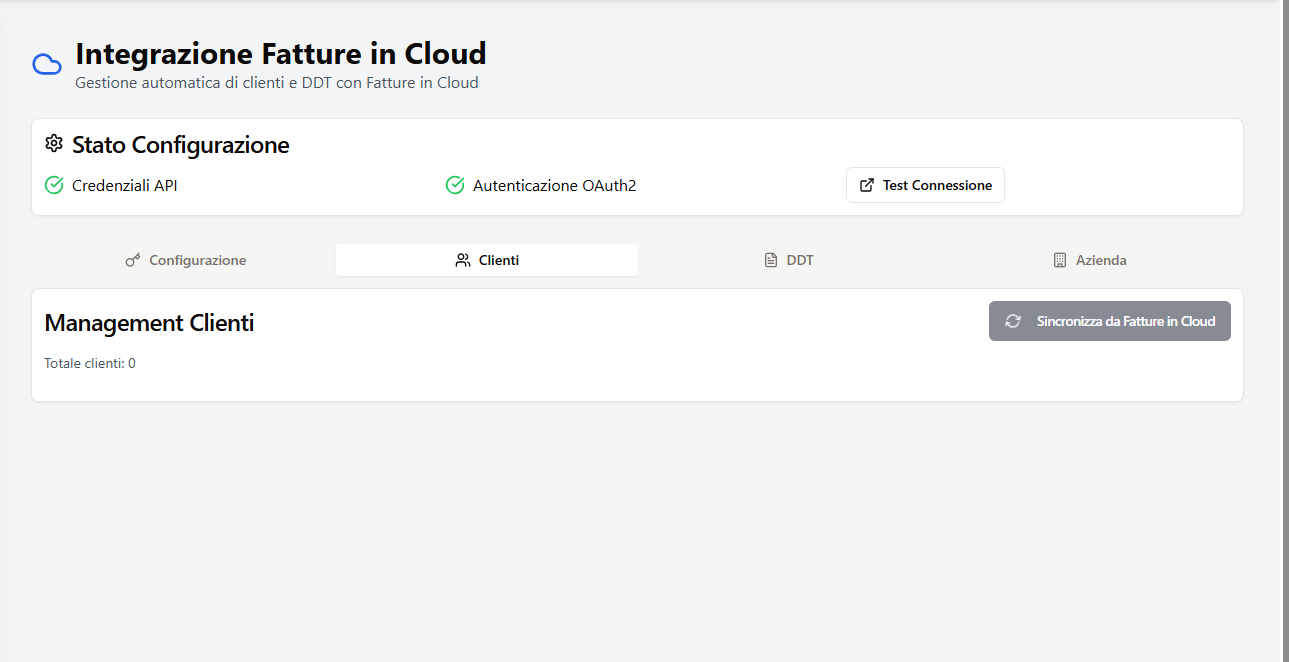 Integrazione Fatture in Cloud
Gestione automatica di clienti e DDT con Fatture in Cloud
Stato Configurazione
Credenziali API
Autenticazione OAuth2
Test Connessione
Configurazione
Clienti
DDT
Azienda
Management Clienti
Sincronizza da Fatture in Cloud
Totale clienti: 0